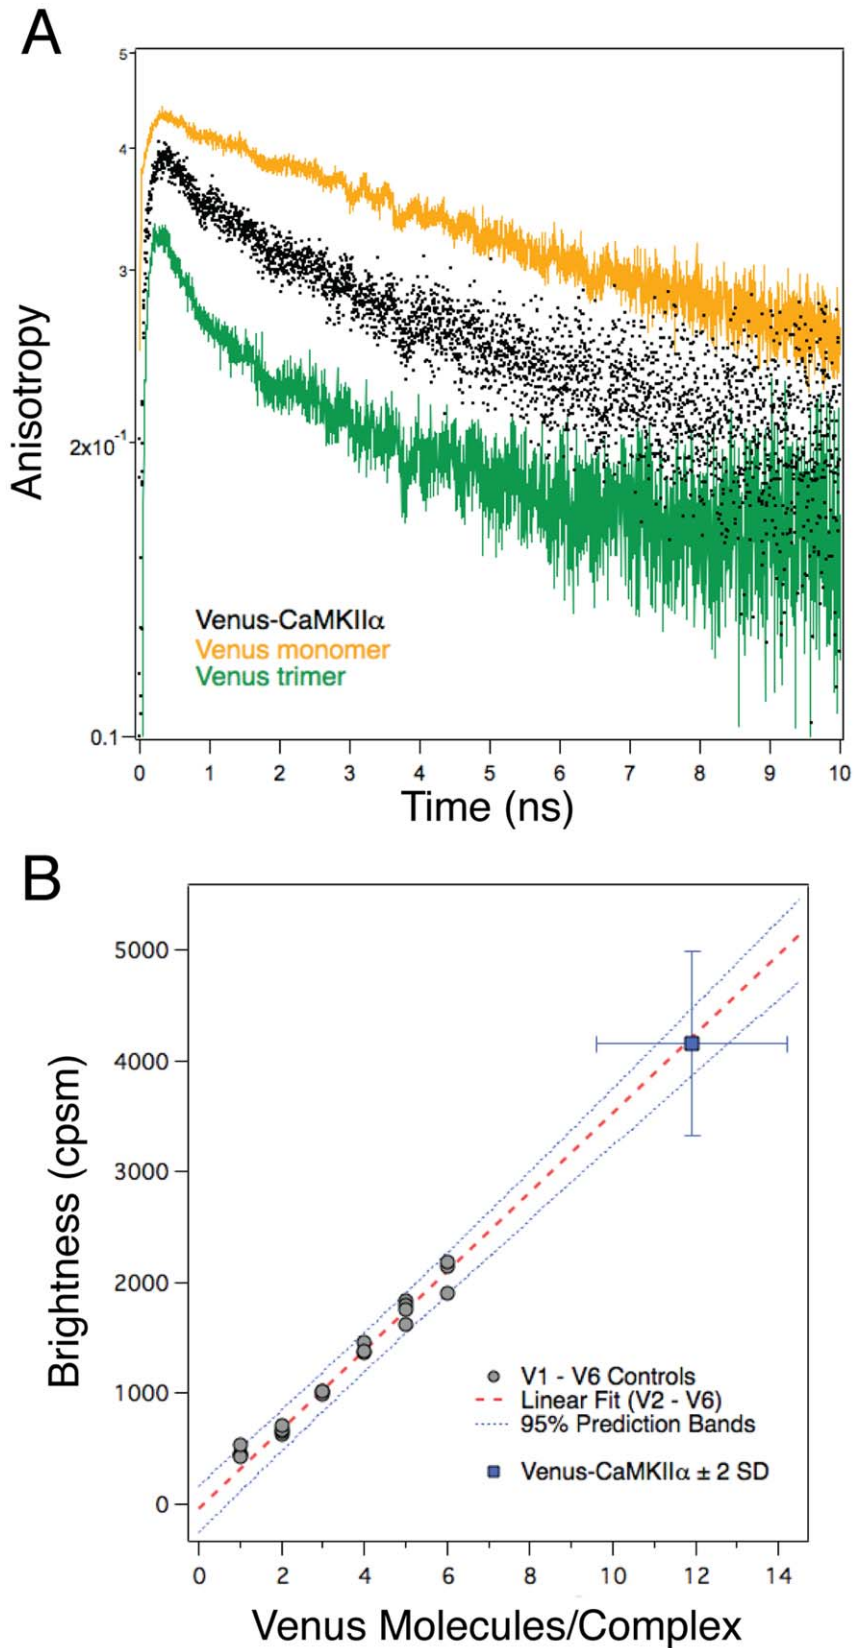 A
5
4
3
2x10-1
0.1
Anisotropy
Venus-CaMKIIα
Venus monomer
Venus trimer
0 1 2 3 4 5 6 7 8 9 10
Time (ns)
B
5000
4000
3000
2000
1000
0
Brightness (cpsm)
V1 - V6 Controls
Linear Fit (V2 - V6)
95% Prediction Bands
Venus-CaMKIIα ± 2 SD
0 2 4 6 8 10 12 14
Venus Molecules/Complex